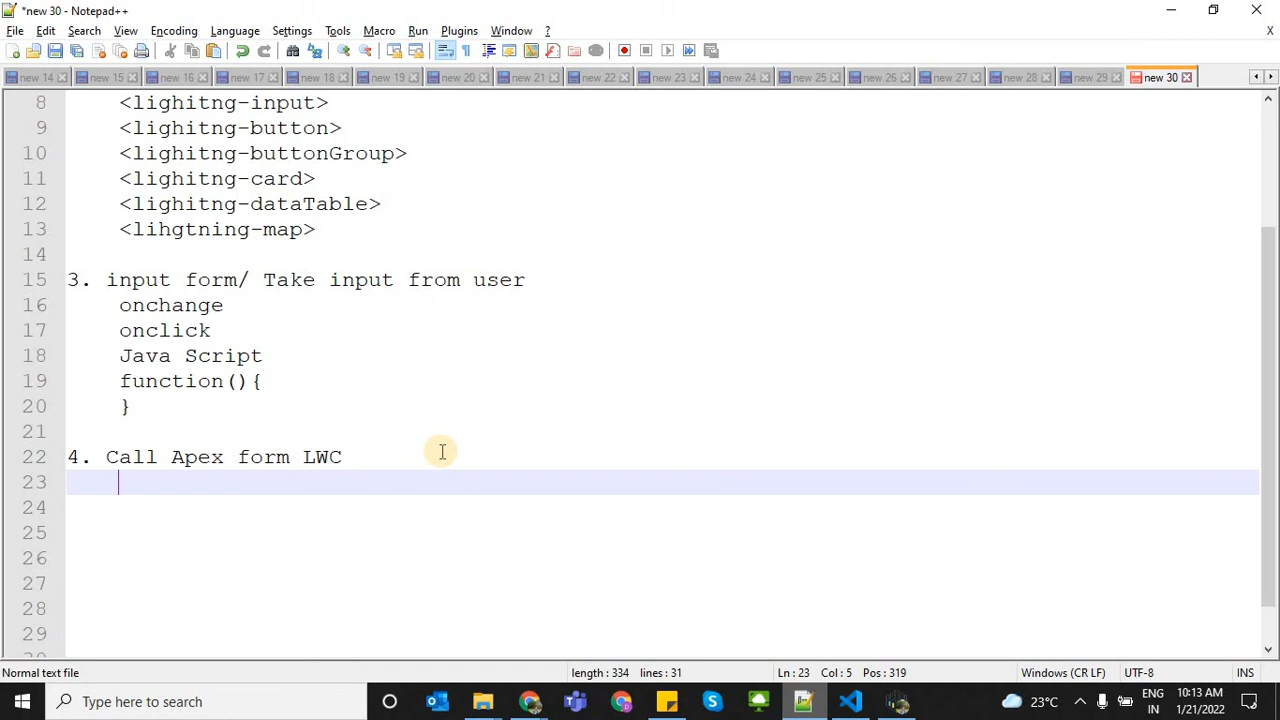 *new 30 - Notepad++
File Edit Search View Encoding Language Settings Tools Macro Run Plugins Window ?
X
new 14 new 15 new 16 new 17 new 18 new 19 new 20 new 21 new 22 new 23 new 24 new 25 new 26 new 27 new 28 new 29 new 30
8 <lighitng-input>
9 <lighitng-button>
10 <lighitng-buttonGroup>
11 <lighitng-card>
12 <lighitng-dataTable>
13 <lihgtning-map>
14
15 3. input form/ Take input from user
16 onchange
17 onclick
18 Java Script
19 function(){
20 }
21
22 4. Call Apex form LWC
23
24
25
26
27
28
29
Normal text file length : 334 lines : 31 Ln : 23 Col : 5 Pos : 319 Windows (CR LF) UTF-8 INS
Type here to search 23°C ENG IN 10:13 AM 1/21/2022